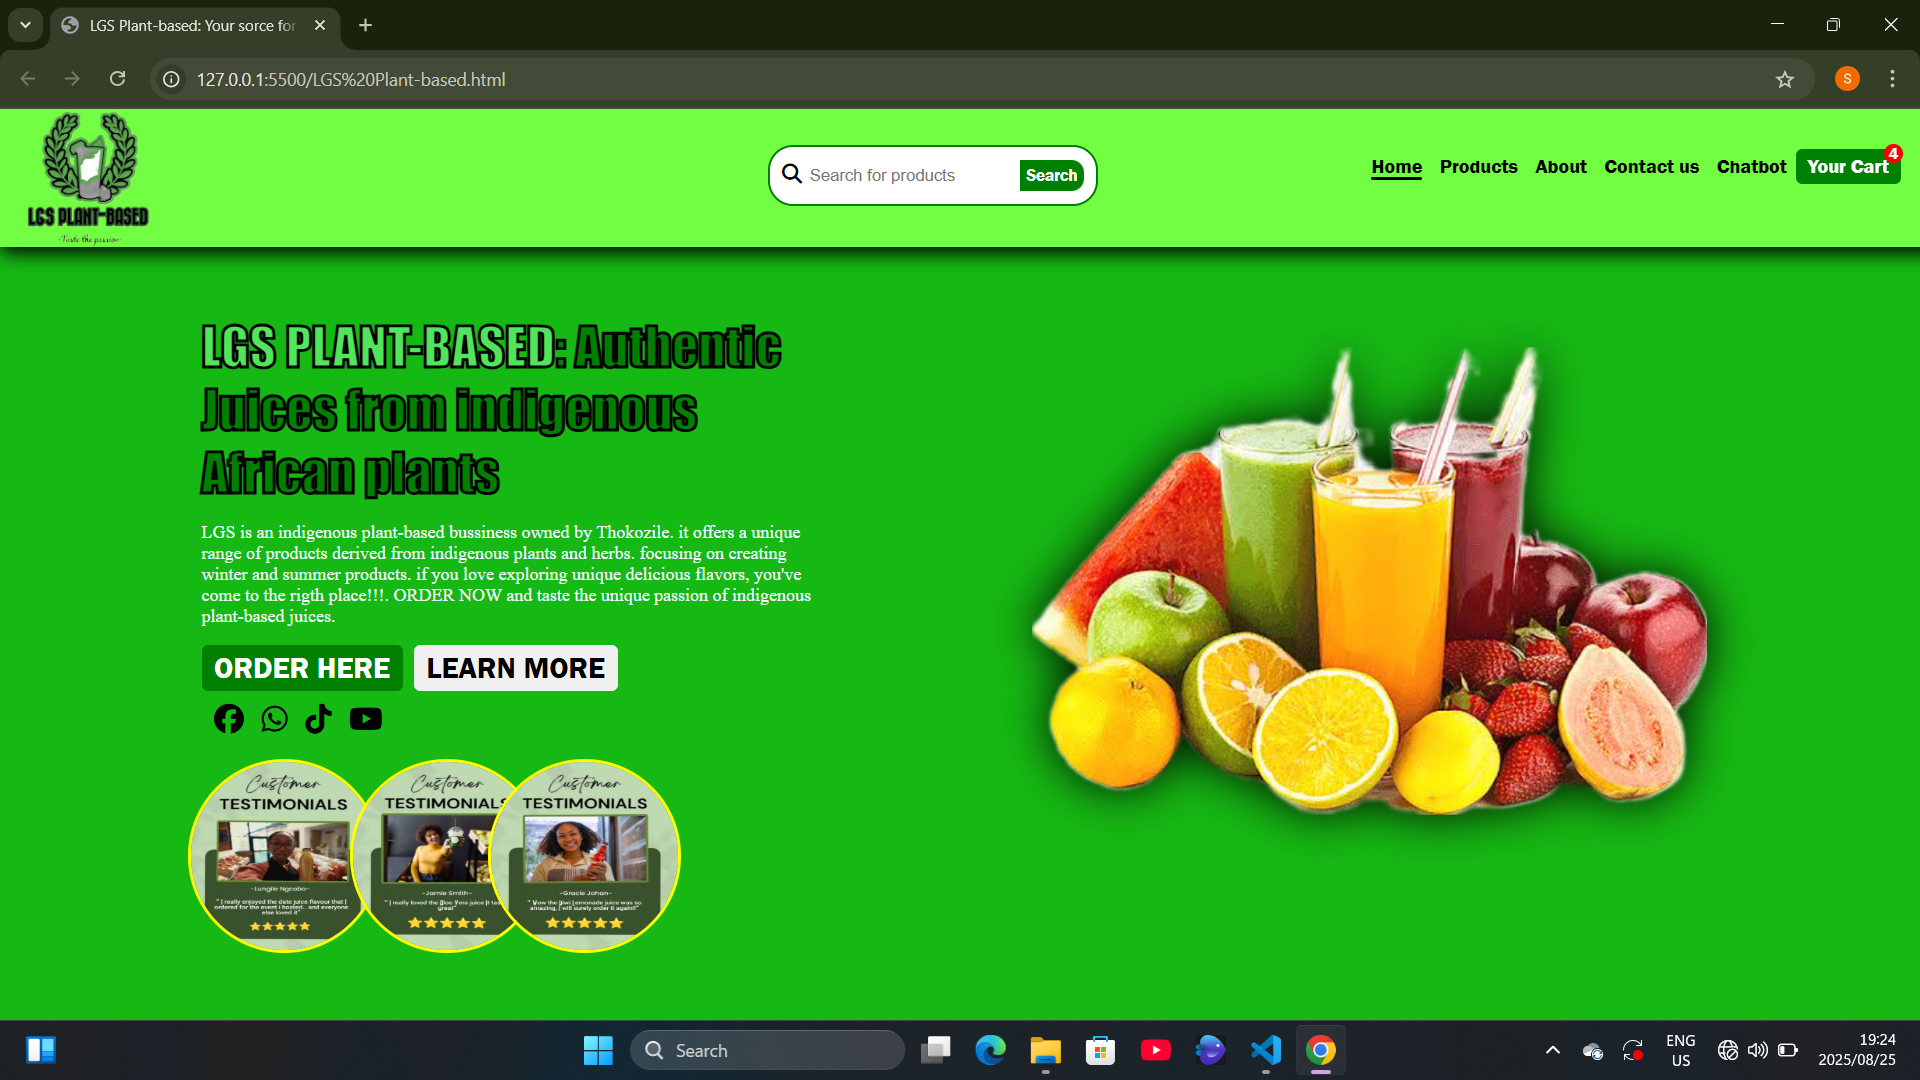 LGS Plant-based: Your sorce for
127.0.0.1:5500/LGS%20Plant-based.html
S
LGS PLANT-BASED
-Taste the passion-
Search for products
Search
Home
Products
About
Contact us
Chatbot
Your Cart
4
LGS PLANT-BASED: Authentic
Juices from indigenous
African plants
LGS is an indigenous plant-based bussiness owned by Thokozile. it offers a unique
range of products derived from indigenous plants and herbs. focusing on creating
winter and summer products. if you love exploring unique delicious flavors, you've
come to the rigth place!!!. ORDER NOW and taste the unique passion of indigenous
plant-based juices.
ORDER HERE
LEARN MORE
Customer
TESTIMONIALS
-Lungile Ngcobo-
" I really enjoyed the date juice flavour that I
ordered for the event I hosted.. and everyone
else loved it"
Customer
TESTIMONIALS
-Jamie Smith-
" I really loved the Aloe Vera juice it
great"
Customer
TESTIMONIALS
-Gracie Johan-
" Wow the kiwi Lemonade juice was so
amazing, I will surely order it again!!"
Search
ENG
US
19:24
2025/08/25